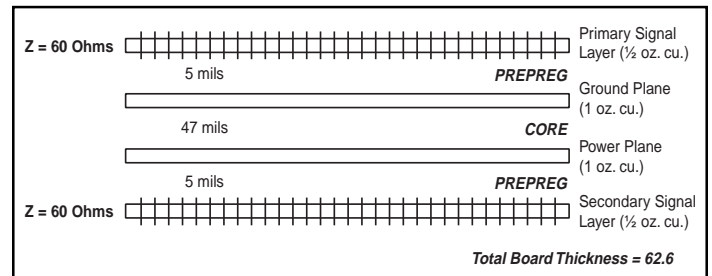 Z = 60 Ohms
Primary Signal
Layer (½ oz. cu.)
5 mils
PREPREG
Ground Plane
(1 oz. cu.)
47 mils
CORE
Power Plane
(1 oz. cu.)
5 mils
PREPREG
Z = 60 Ohms
Secondary Signal
Layer (½ oz. cu.)
Total Board Thickness = 62.6